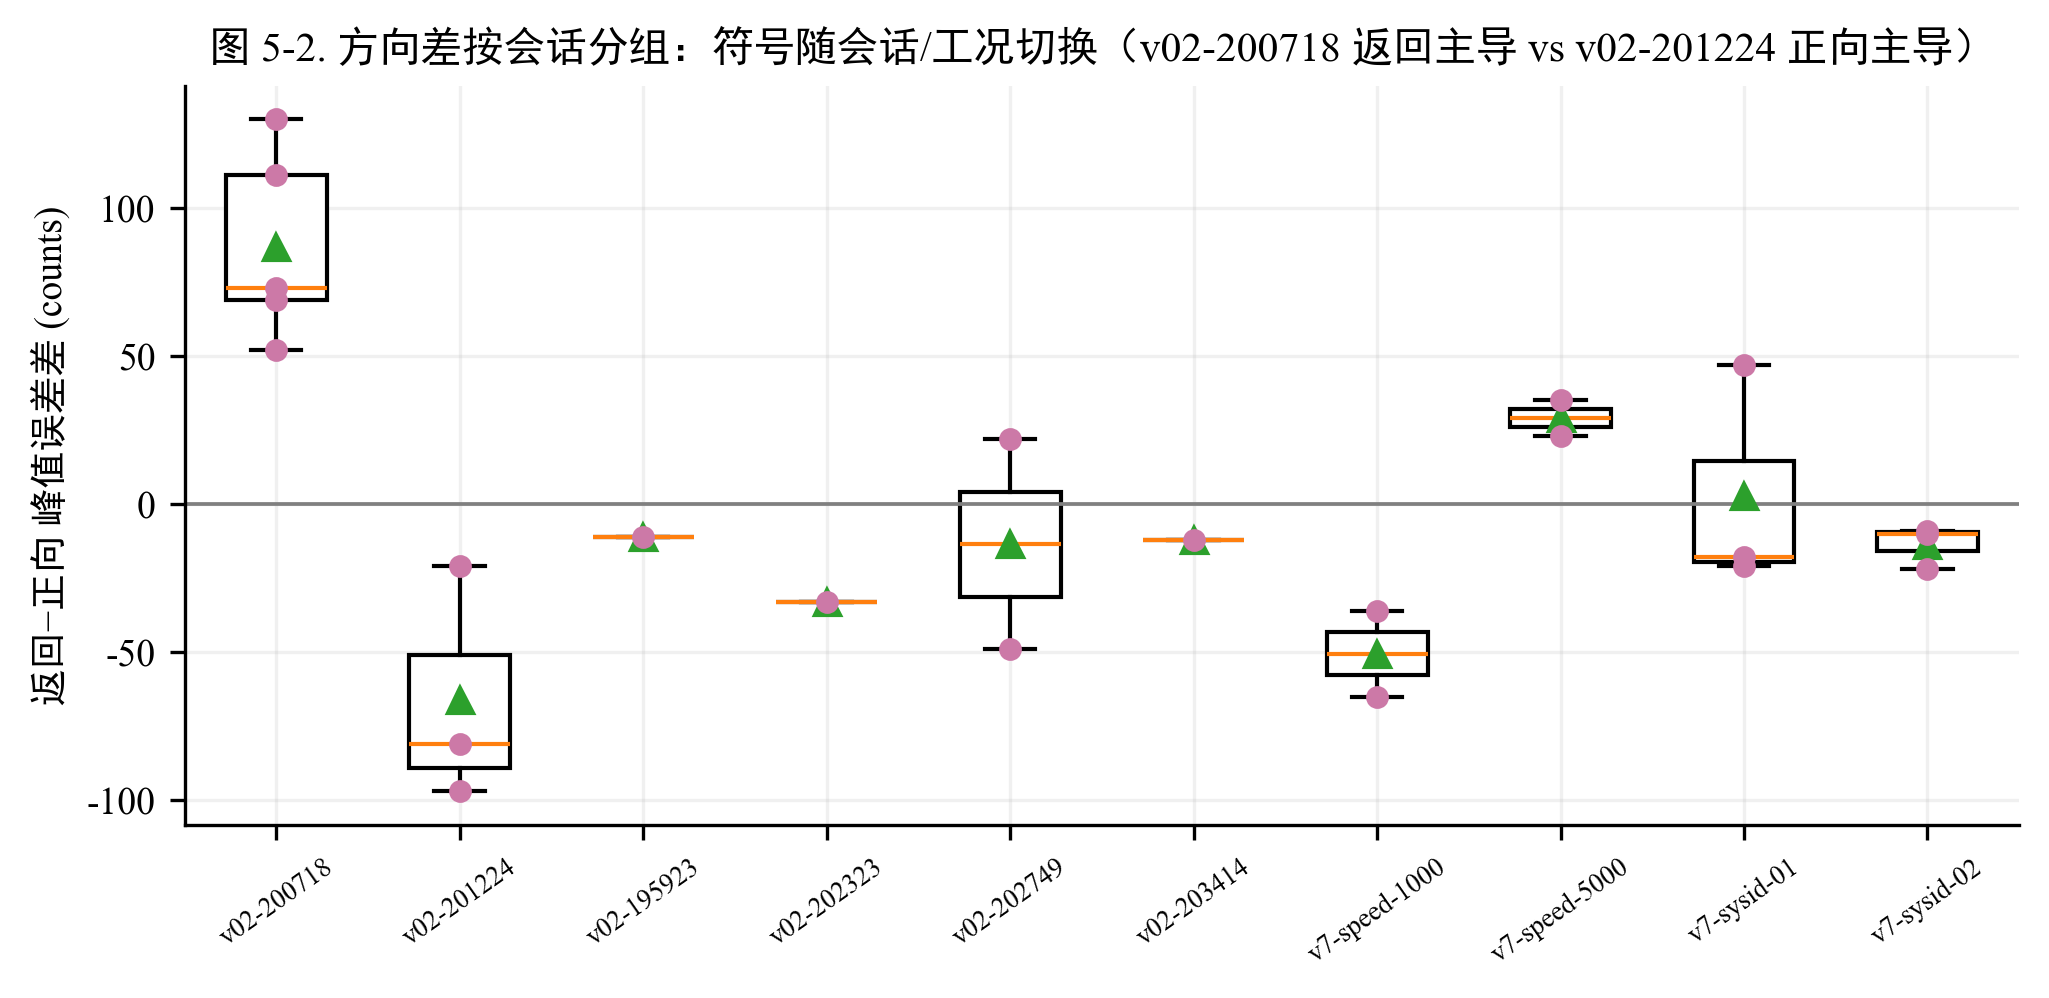 图 5-2. 方向差按会话分组：符号随会话/工况切换（v02-200718 返回主导 vs v02-201224 正向主导）
返回−正向 峰值误差差 (counts)
100
50
0
-50
-100
v02-200718
v02-201224
v02-195923
v02-202323
v02-202749
v02-203414
v7-speed-1000
v7-speed-5000
v7-sysid-01
v7-sysid-02